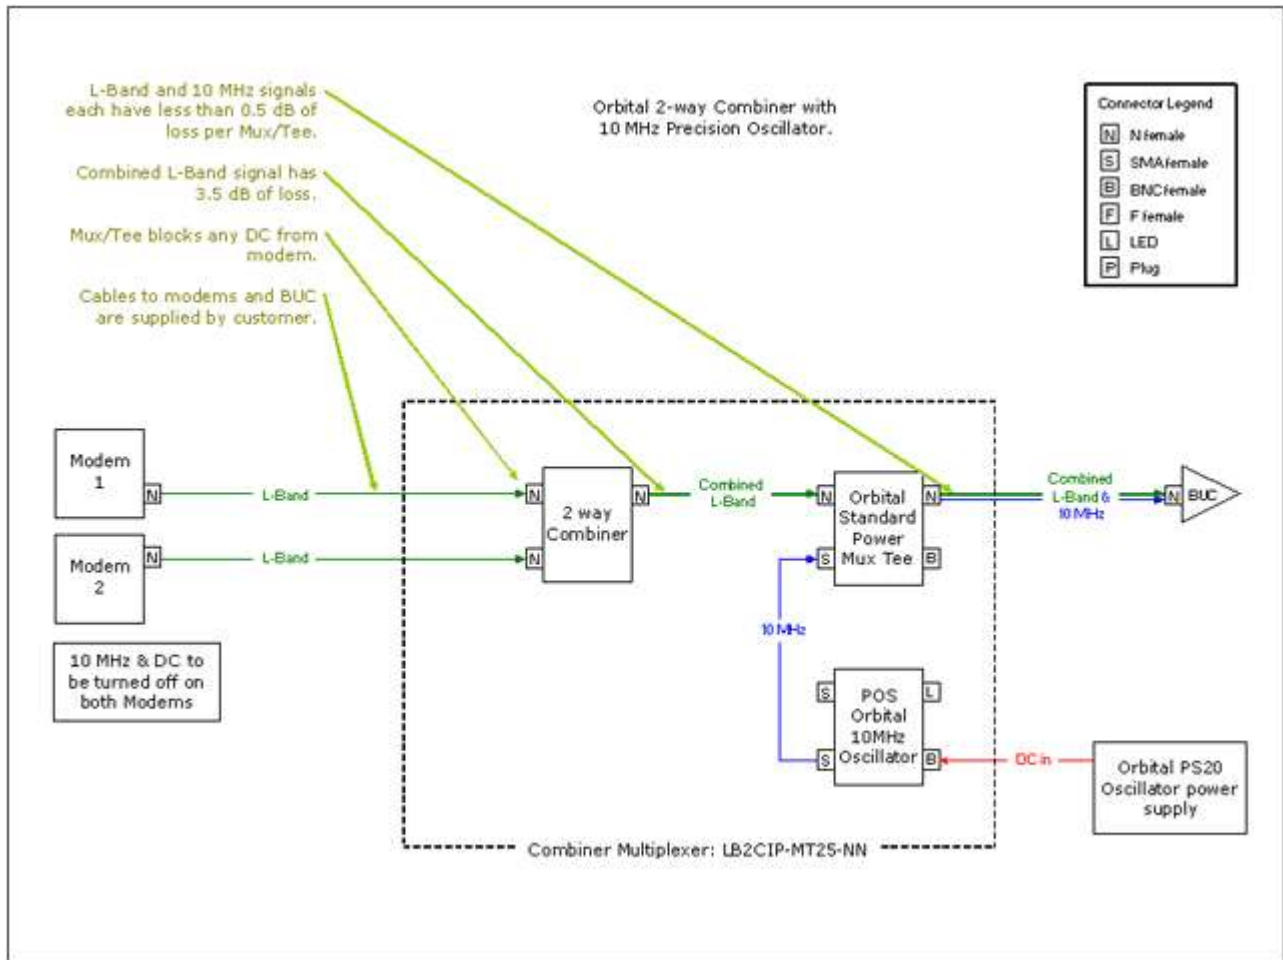 L-Band and 10 MHz signals
each have less than 0.5 dB of
loss per Mux/Tee.
Combined L-Band signal has
3.5 dB of loss.
Mux/Tee blocks any DC from
modem.
Cables to modems and BUC
are supplied by customer.
Orbital 2-way Combiner with
10 MHz Precision Oscillator.
Connector Legend
N N female
S SMA female
B BNC female
F F female
L LED
P Plug
Modem
1
N
L-Band
N
2 way
Combiner
N
Combined
L-Band
N
Orbital
Standard
Power
Mux Tee
N
S
B
Combined
L-Band &
10 MHz
N
BUC
Modem
2
N
L-Band
N
10 MHz & DC to
be turned off on
both Modems
10 MHz
S
POS
Orbital
10MHz
Oscillator
L
S
B
DC in
Orbital PS20
Oscillator power
supply
Combiner Multiplexer: LB2CIP-MT25-NN